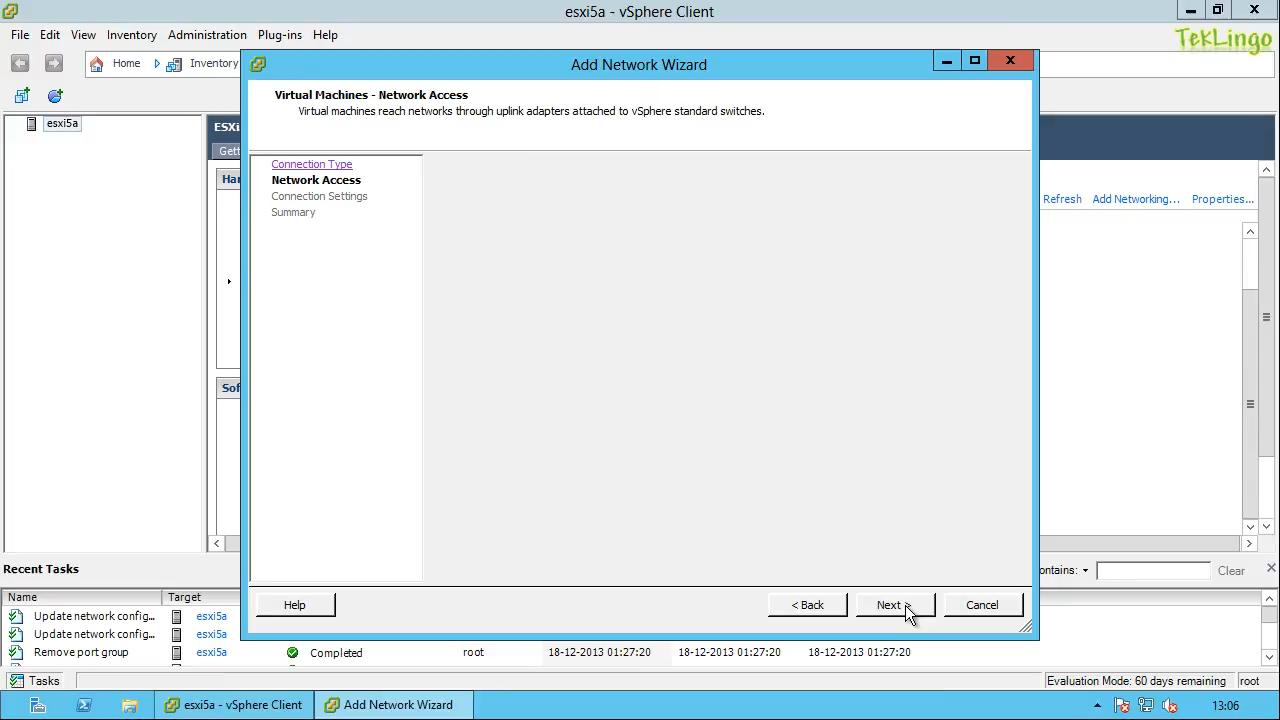 esxi5a - vSphere Client
File Edit View Inventory Administration Plug-ins Help
TekLingo
Home Inventory
Add Network Wizard
Virtual Machines - Network Access
Virtual machines reach networks through uplink adapters attached to vSphere standard switches.
esxi5a
ESXi
Gett
Har
Connection Type
Network Access
Connection Settings
Summary
Refresh Add Networking... Properties...
Sof
Recent Tasks
ontains: Clear
Help < Back Next > Cancel
Name Target
Update network config... esxi5a
Update network config... esxi5a
Remove port group esxi5a Completed root 18-12-2013 01:27:20 18-12-2013 01:27:20 18-12-2013 01:27:20
Tasks Evaluation Mode: 60 days remaining root
esxi5a - vSphere Client Add Network Wizard 13:06